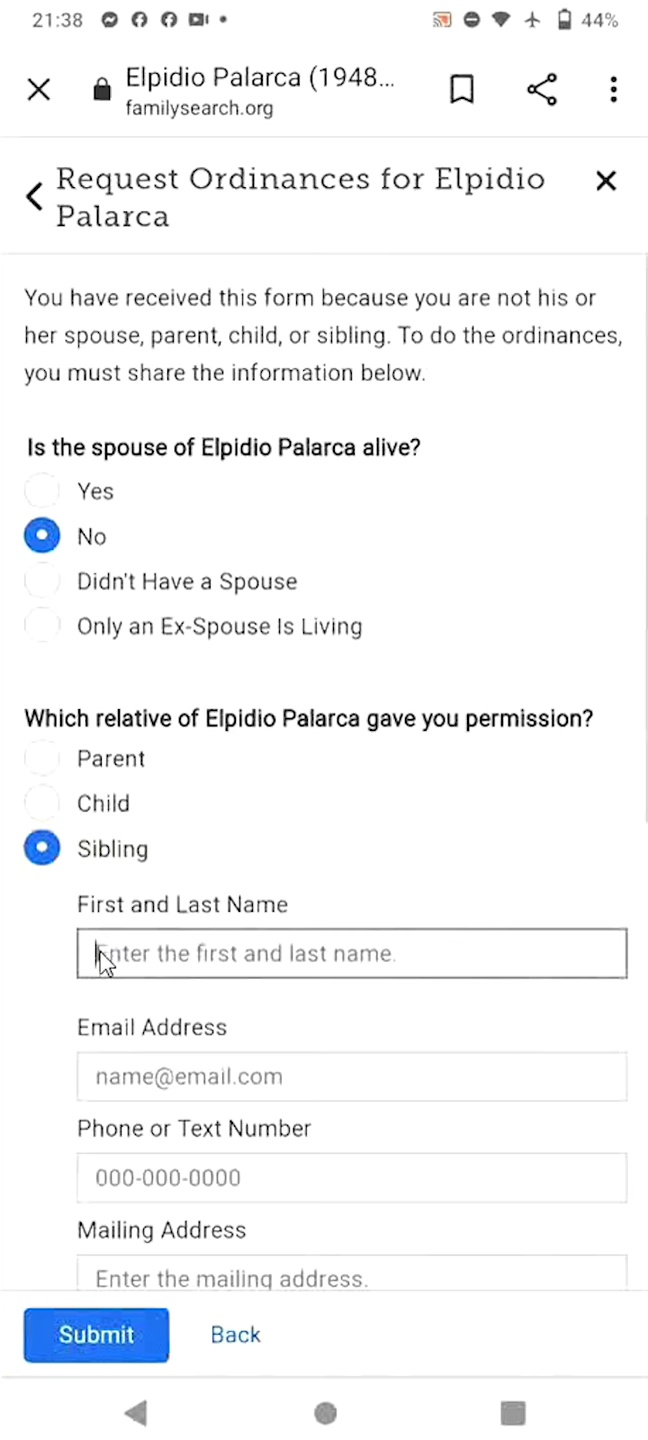 21:38
44%
Elpidio Palarca (1948...
familysearch.org
Request Ordinances for Elpidio
Palarca
You have received this form because you are not his or
her spouse, parent, child, or sibling. To do the ordinances,
you must share the information below.
Is the spouse of Elpidio Palarca alive?
Yes
No
Didn't Have a Spouse
Only an Ex-Spouse Is Living
Which relative of Elpidio Palarca gave you permission?
Parent
Child
Sibling
First and Last Name
Enter the first and last name.
Email Address
name@email.com
Phone or Text Number
000-000-0000
Mailing Address
Enter the mailing address.
Submit
Back